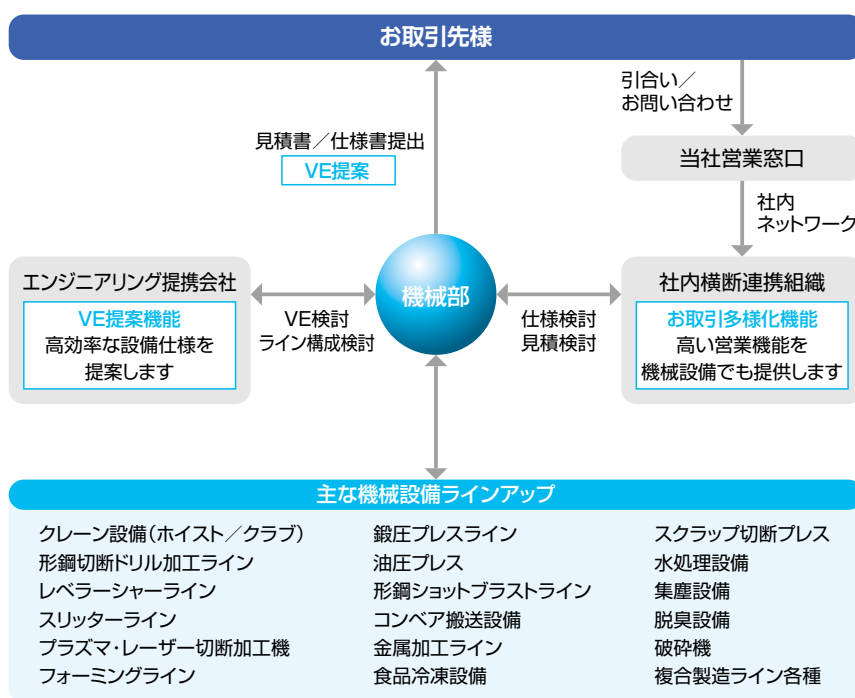 お取引先様
引合い／
お問い合わせ
見積書／仕様書提出
VE提案
当社営業窓口
社内
ネットワーク
エンジニアリング提携会社
VE提案機能
高効率な設備仕様を
提案します
VE検討
ライン構成検討
機械部
仕様検討
見積検討
社内横断連携組織
お取引多様化機能
高い営業機能を
機械設備でも提供します
主な機械設備ラインアップ
クレーン設備（ホイスト／クラブ）
形鋼切断ドリル加工ライン
レベラーシャーライン
スリッターライン
プラズマ・レーザー切断加工機
フォーミングライン
鍛圧プレスライン
油圧プレス
形鋼ショットブラストライン
コンベア搬送設備
金属加工ライン
食品冷凍設備
スクラップ切断プレス
水処理設備
集塵設備
脱臭設備
破砕機
複合製造ライン各種